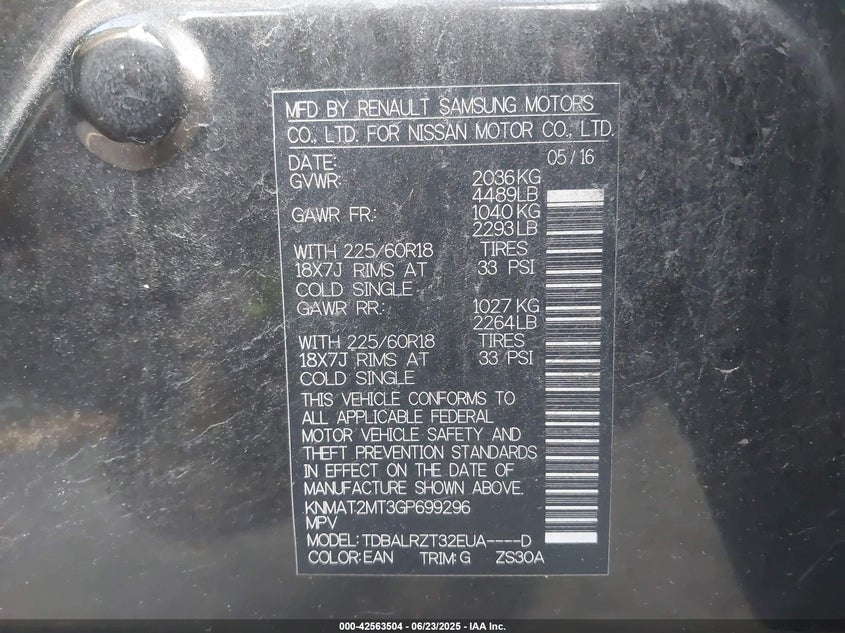 MFD BY RENAULT SAMSUNG MOTORS
CO., LTD. FOR NISSAN MOTOR CO., LTD.
DATE: 05/16
GVWR: 2036KG
4489LB
GAWR FR.: 1040KG
2293LB
WITH 225/60R18 TIRES
18X7J RIMS AT 33 PSI
COLD SINGLE
GAWR RR.: 1027KG
2264LB
WITH 225/60R18 TIRES
18X7J RIMS AT 33 PSI
COLD SINGLE
THIS VEHICLE CONFORMS TO
ALL APPLICABLE FEDERAL
MOTOR VEHICLE SAFETY AND
THEFT PREVENTION STANDARDS
IN EFFECT ON THE DATE OF
MANUFACTURE SHOWN ABOVE.
KNMAT2MT3GP699296
MPV
MODEL:TDBALRZT32EUA----D
COLOR:EAN TRIM:G ZS30A
000-42563504 - 06/23/2025 - IAA Inc.